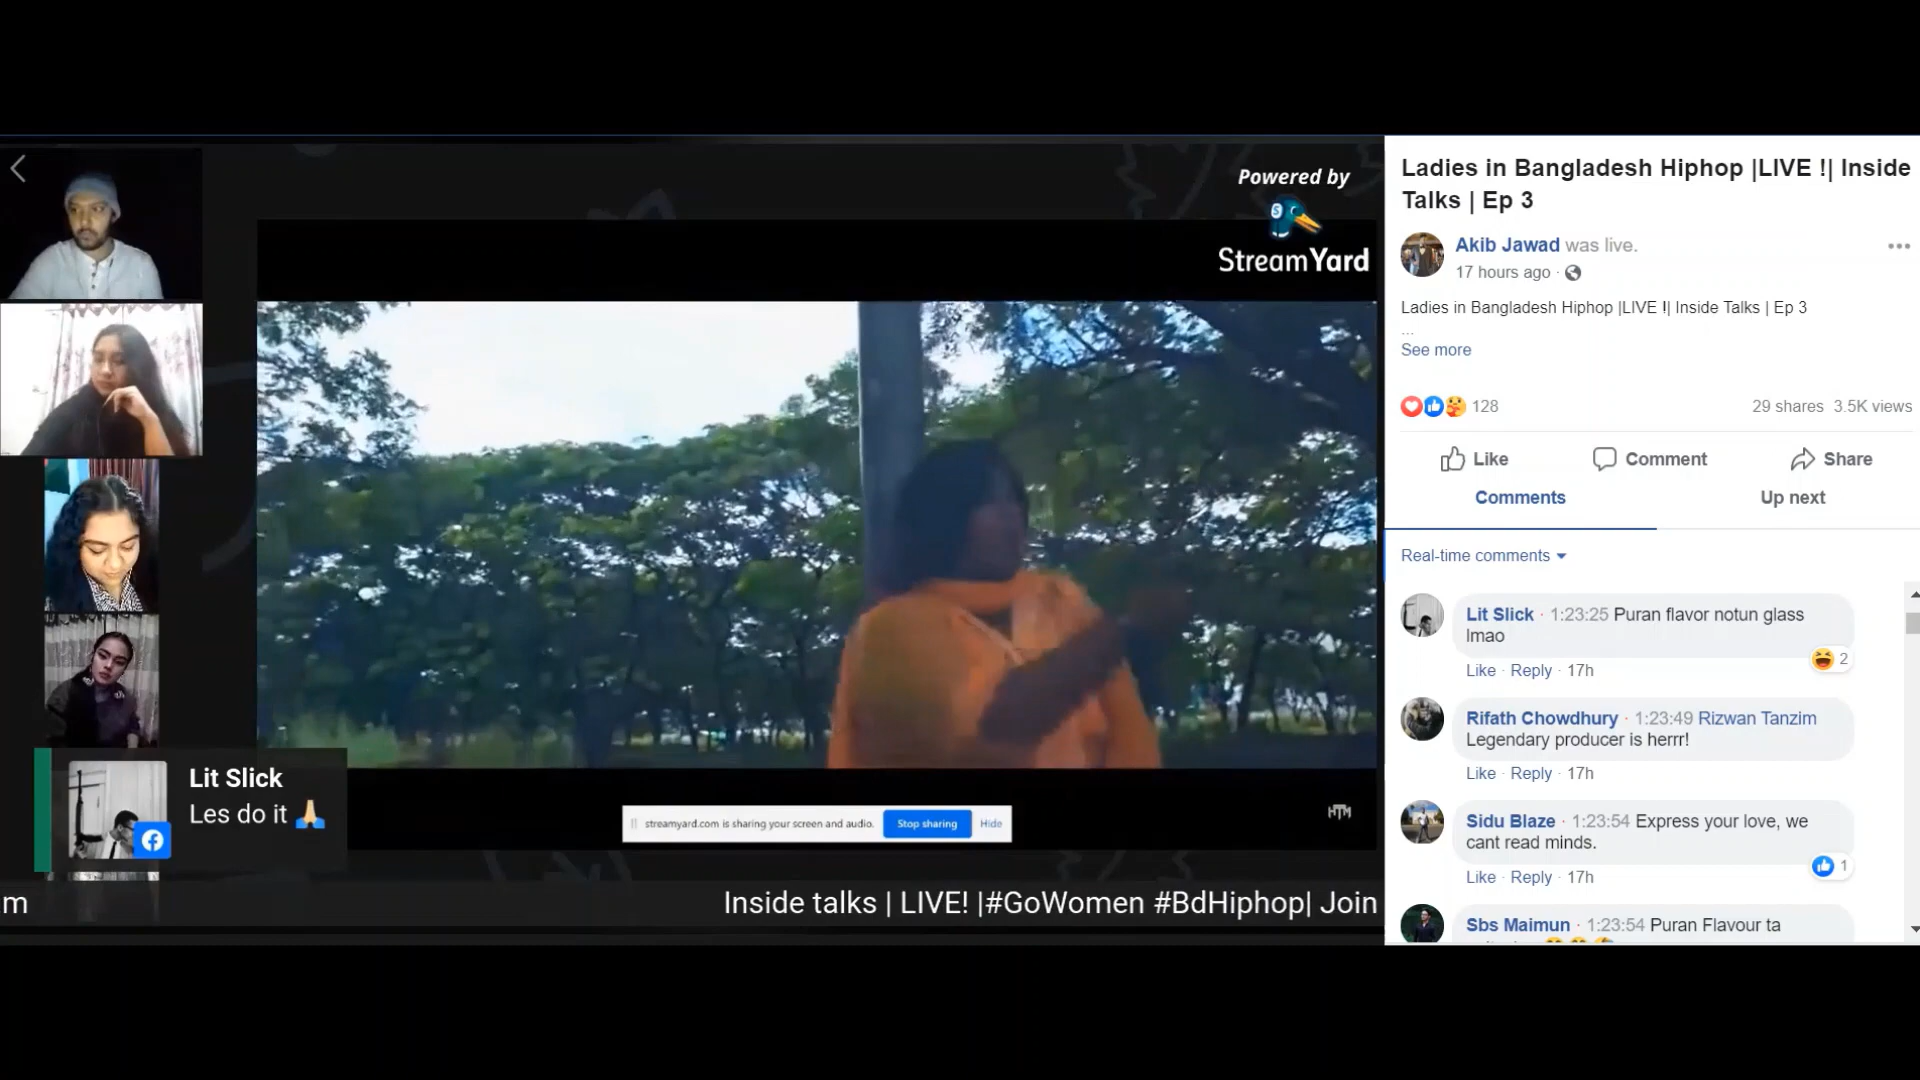 Powered by
StreamYard
Lit Slick
Les do it 🙏
streamyard.com is sharing your screen and audio.
Stop sharing
Hide
HTM
m
Inside talks | LIVE! |#GoWomen #BdHiphop| Join
Ladies in Bangladesh Hiphop |LIVE !| Inside
Talks | Ep 3
Akib Jawad was live.
17 hours ago ·
Ladies in Bangladesh Hiphop |LIVE !| Inside Talks | Ep 3
...
See more
128
29 shares 3.5K views
Like
Comment
Share
Comments
Up next
Real-time comments
Lit Slick · 1:23:25 Puran flavor notun glass
lmao
2
Like · Reply · 17h
Rifath Chowdhury · 1:23:49 Rizwan Tanzim
Legendary producer is herrr!
Like · Reply · 17h
Sidu Blaze · 1:23:54 Express your love, we
cant read minds.
1
Like · Reply · 17h
Sbs Maimun · 1:23:54 Puran Flavour ta